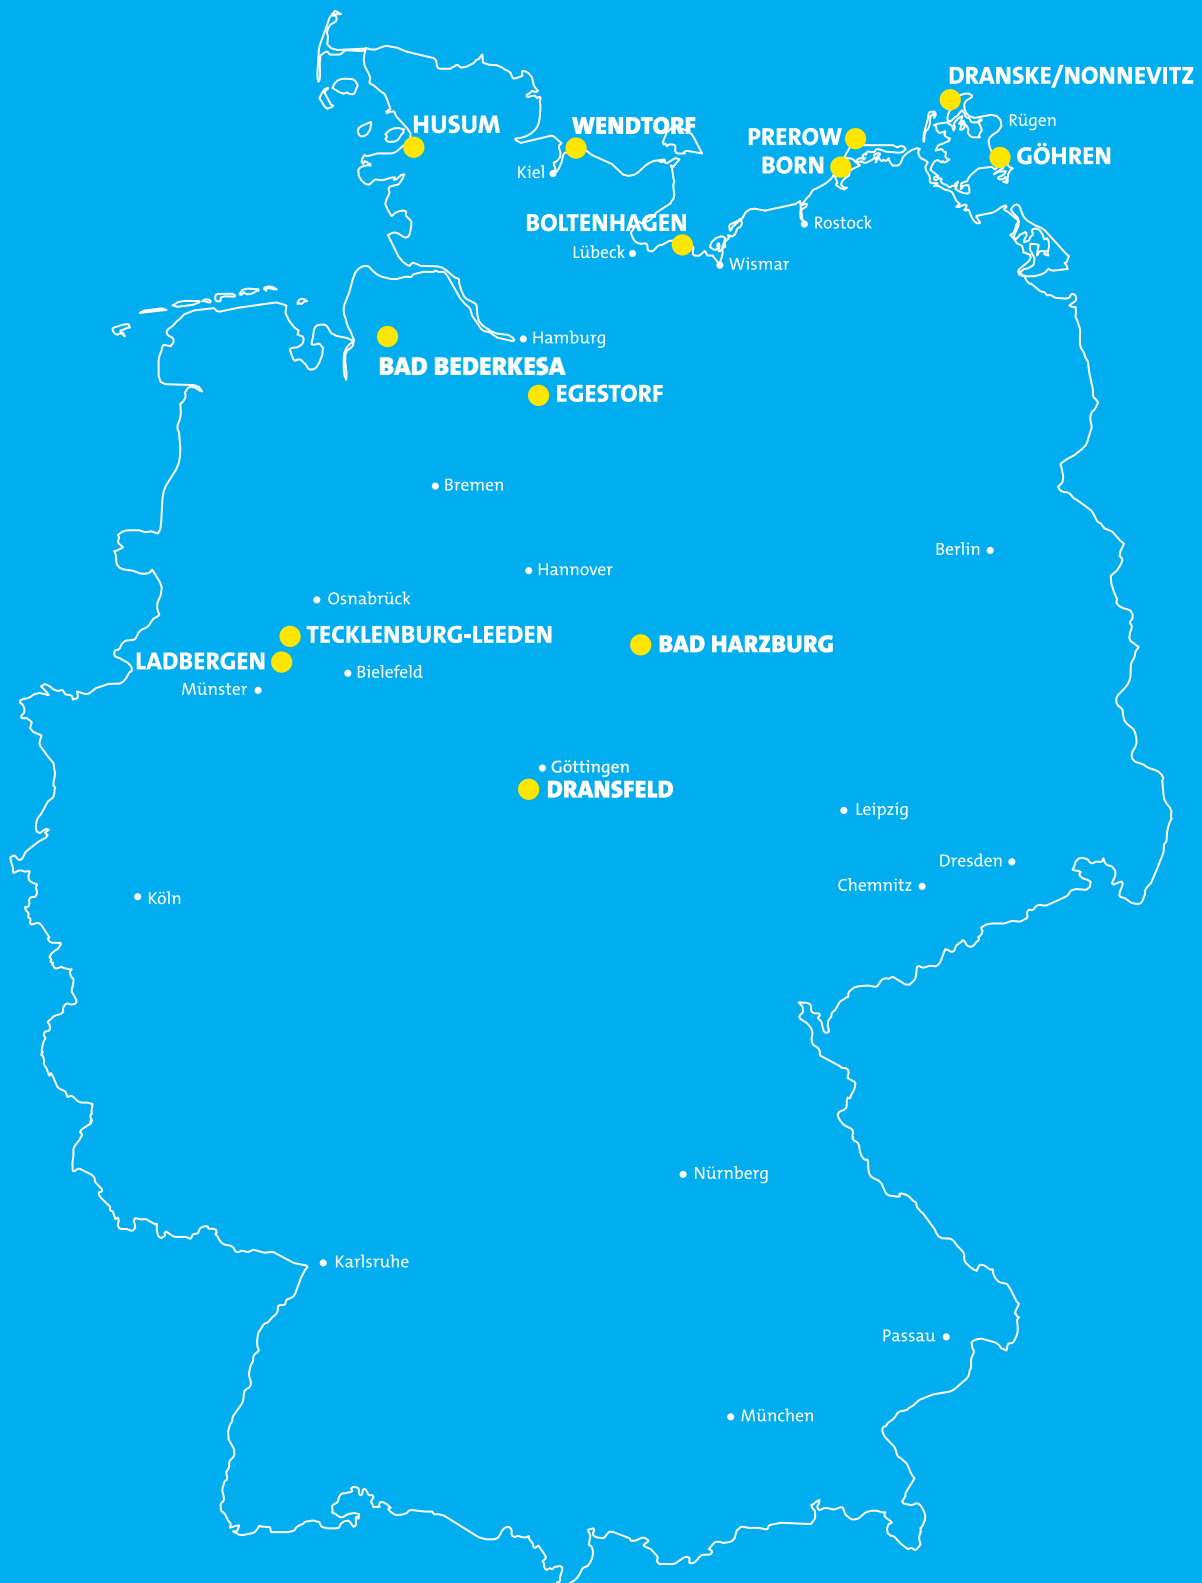 DRANSKE/NONNEVITZ
Rügen
HUSUM
WENDTORF
PREROW
GÖHREN
BORN
Kiel
BOLTENHAGEN
Rostock
Lübeck
Wismar
Hamburg
BAD BEDERKESA
EGESTORF
Bremen
Berlin
Hannover
Osnabrück
TECKLENBURG-LEEDEN
BAD HARZBURG
LADBERGEN
Bielefeld
Münster
Göttingen
DRANSFELD
Leipzig
Dresden
Chemnitz
Köln
Nürnberg
Karlsruhe
Passau
München